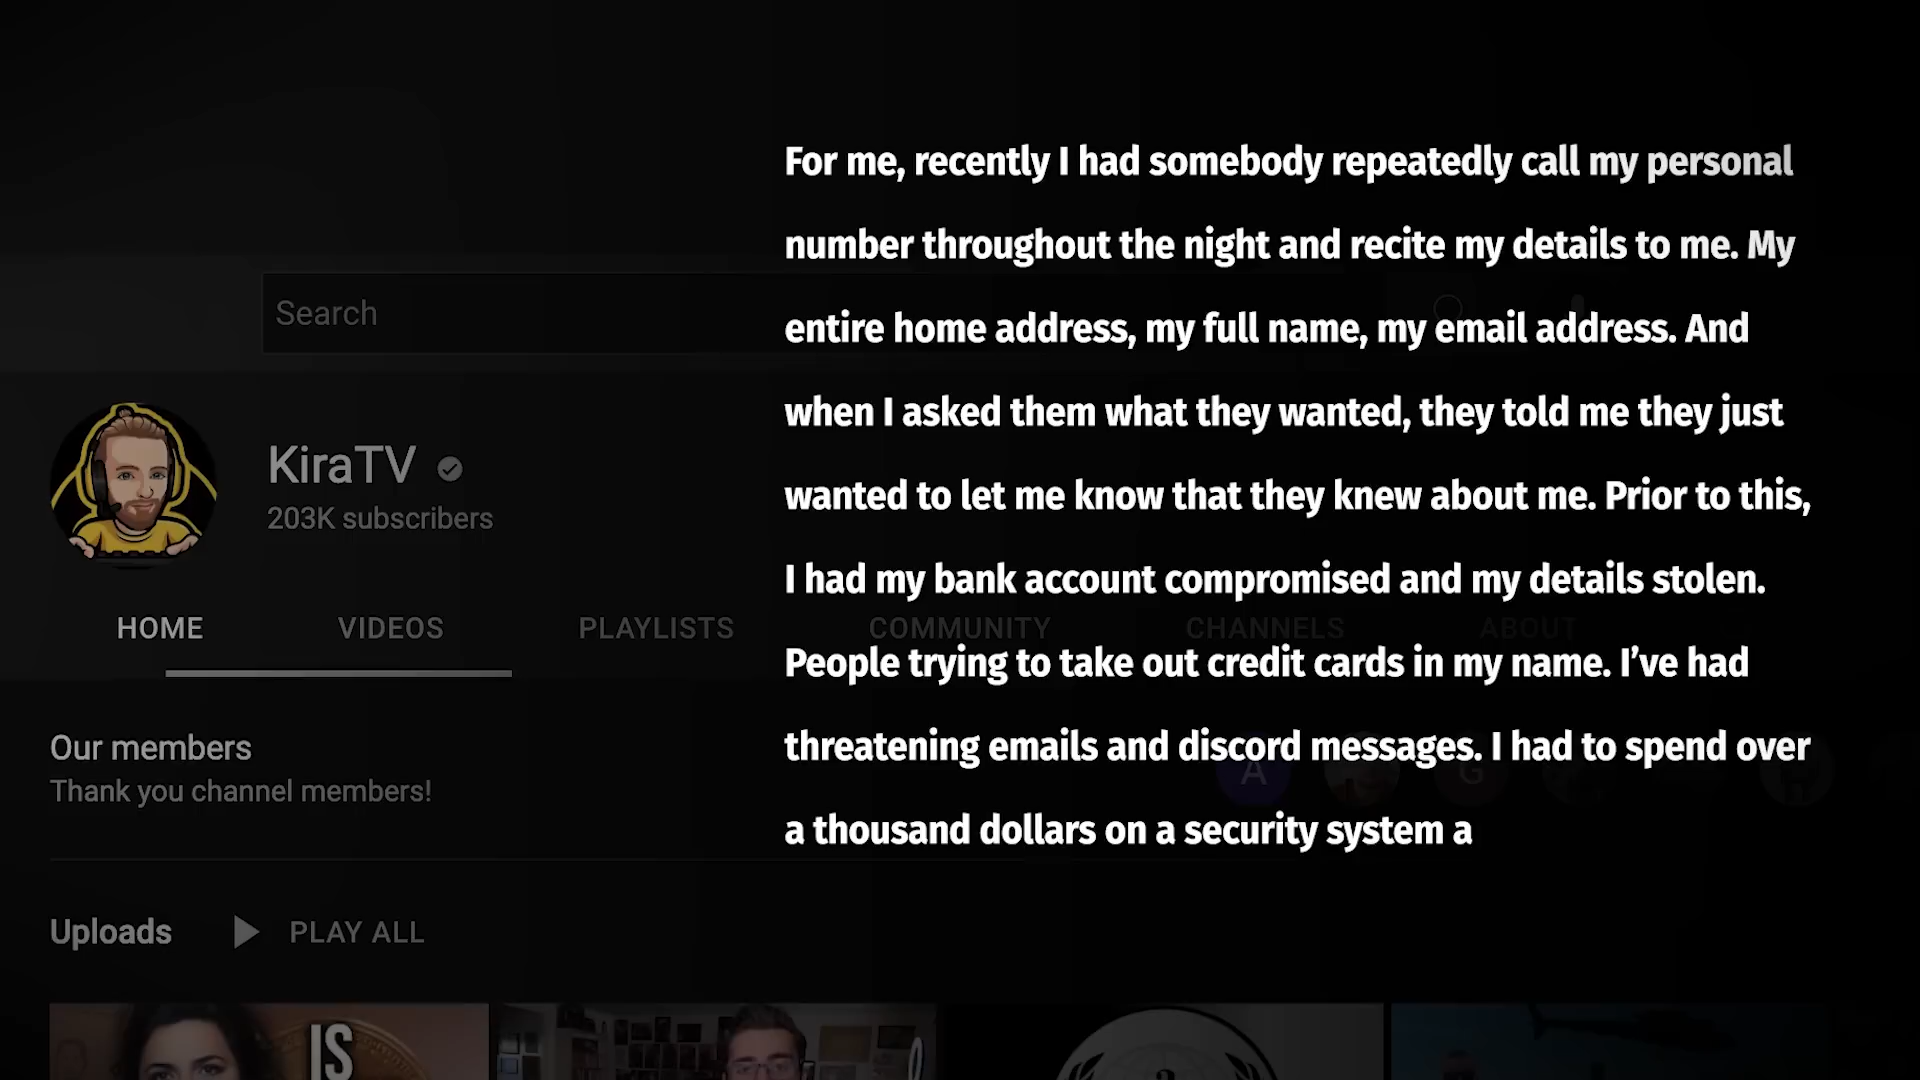 For me, recently I had somebody repeatedly call my personal
number throughout the night and recite my details to me. My
entire home address, my full name, my email address. And
when I asked them what they wanted, they told me they just
wanted to let me know that they knew about me. Prior to this,
I had my bank account compromised and my details stolen.
People trying to take out credit cards in my name. I’ve had
threatening emails and discord messages. I had to spend over
a thousand dollars on a security system a
Search
KiraTV
203K subscribers
HOME VIDEOS PLAYLISTS COMMUNITY CHANNELS ABOUT
Our members
Thank you channel members!
A G
Uploads PLAY ALL
IS